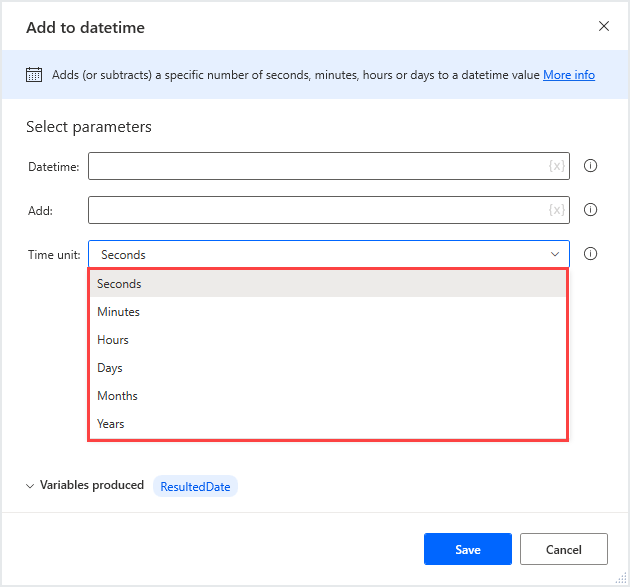 Add to datetime
Adds (or subtracts) a specific number of seconds, minutes, hours or days to a datetime value More info
Select parameters
Datetime: {x}
Add: {x}
Time unit: Seconds
Seconds
Minutes
Hours
Days
Months
Years
Variables produced ResultedDate
Save Cancel